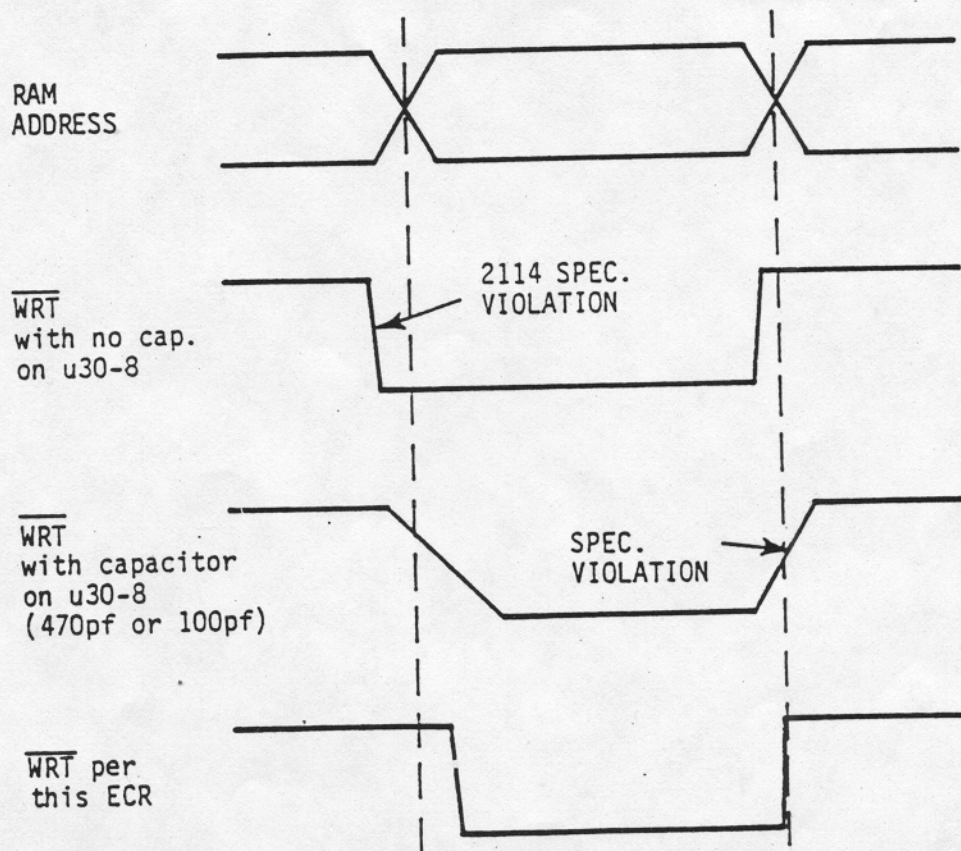 RAM
ADDRESS
2114 SPEC.
VIOLATION
WRT
with no cap.
on u30-8
WRT
with capacitor
on u30-8
(470pf or 100pf)
SPEC.
VIOLATION
WRT per
this ECR